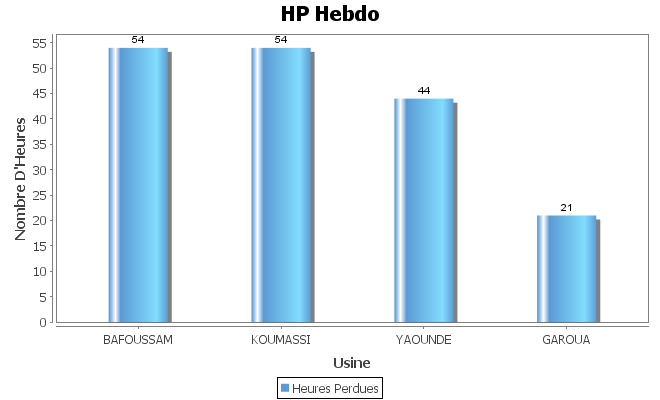 HP Hebdo
Nombre D'Heures
55
50
45
40
35
30
25
20
15
10
5
0
54
54
44
21
BAFOUSSAM
KOUMASSI
YAOUNDE
GAROUA
Usine
Heures Perdues